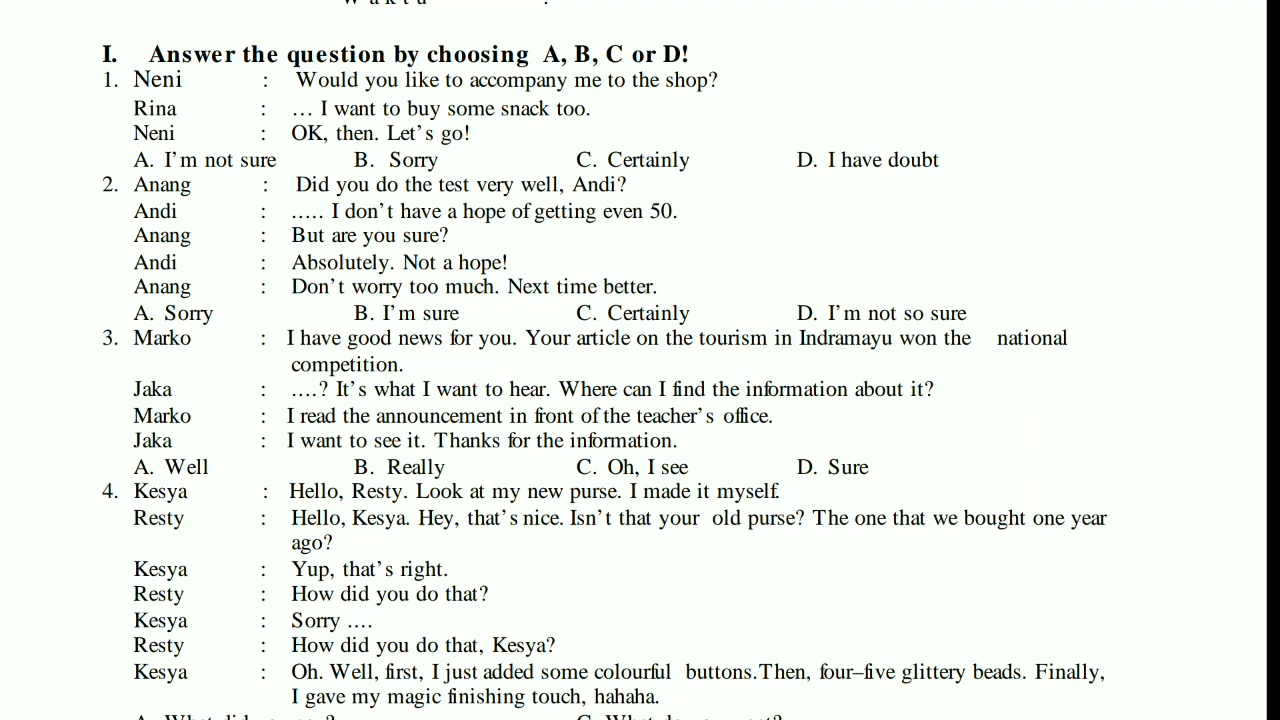 I. Answer the question by choosing A, B, C or D!
1. Neni : Would you like to accompany me to the shop?
Rina : … I want to buy some snack too.
Neni : OK, then. Let’s go!
A. I’m not sure B. Sorry C. Certainly D. I have doubt
2. Anang : Did you do the test very well, Andi?
Andi : ..... I don’t have a hope of getting even 50.
Anang : But are you sure?
Andi : Absolutely. Not a hope!
Anang : Don’t worry too much. Next time better.
A. Sorry B. I’m sure C. Certainly D. I’m not so sure
3. Marko : I have good news for you. Your article on the tourism in Indramayu won the national
competition.
Jaka : ….? It’s what I want to hear. Where can I find the information about it?
Marko : I read the announcement in front of the teacher’s office.
Jaka : I want to see it. Thanks for the information.
A. Well B. Really C. Oh, I see D. Sure
4. Kesya : Hello, Resty. Look at my new purse. I made it myself.
Resty : Hello, Kesya. Hey, that’s nice. Isn’t that your old purse? The one that we bought one year
ago?
Kesya : Yup, that’s right.
Resty : How did you do that?
Kesya : Sorry ….
Resty : How did you do that, Kesya?
Kesya : Oh. Well, first, I just added some colourful buttons.Then, four–five glittery beads. Finally,
I gave my magic finishing touch, hahaha.